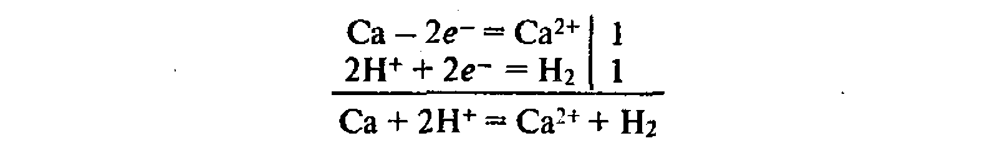 Ca – 2e⁻ = Ca²⁺ | 1
2H⁺ + 2e⁻ = H₂ | 1
Ca + 2H⁺ = Ca²⁺ + H₂